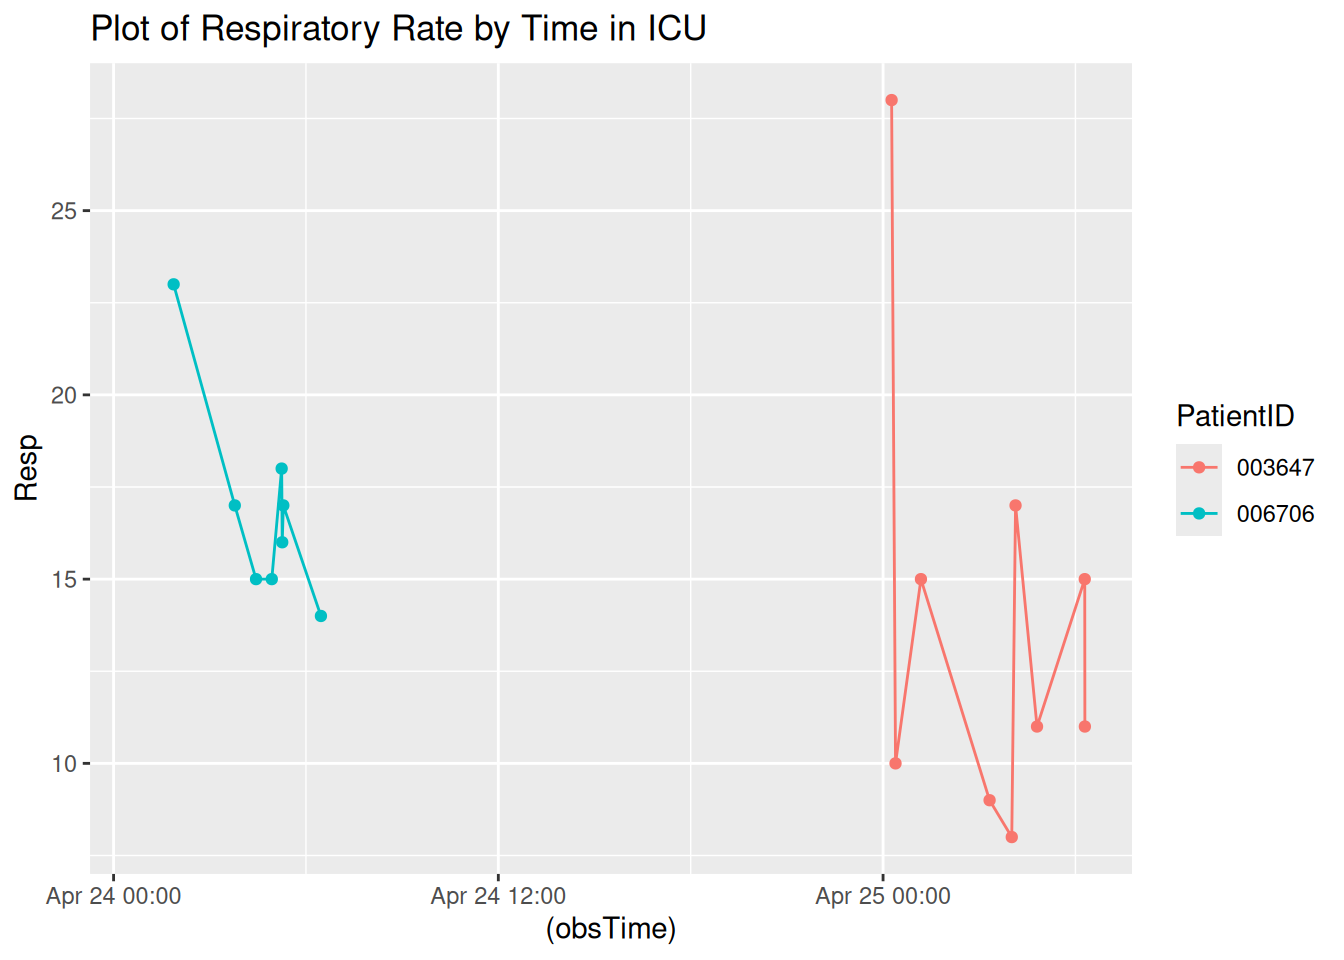 Plot of Respiratory Rate by Time in ICU
Resp
25
20
15
10
Apr 24 00:00
Apr 24 12:00
Apr 25 00:00
(obsTime)
PatientID
003647
006706